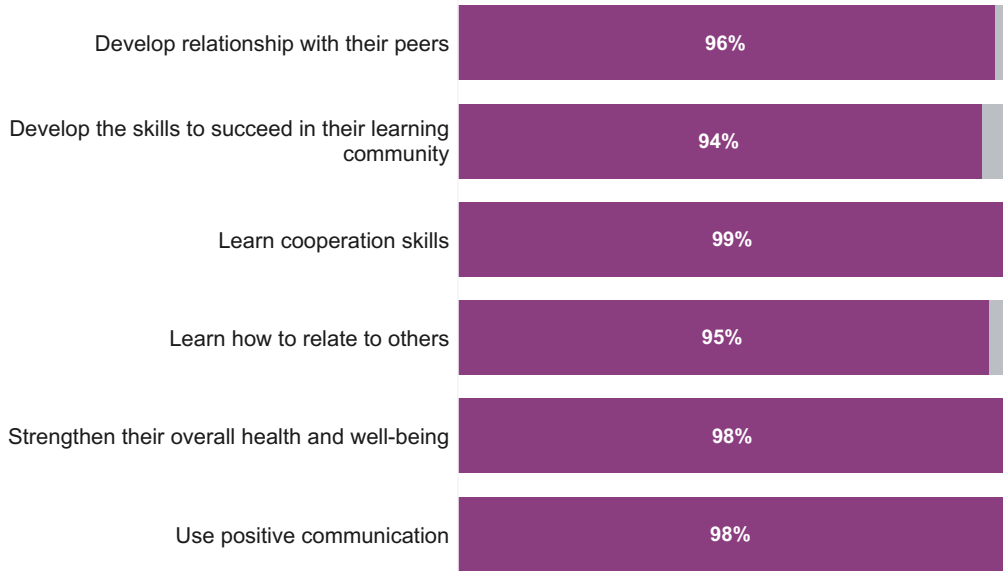 Develop relationship with their peers
96%
Develop the skills to succeed in their learning
community
94%
Learn cooperation skills
99%
Learn how to relate to others
95%
Strengthen their overall health and well-being
98%
Use positive communication
98%